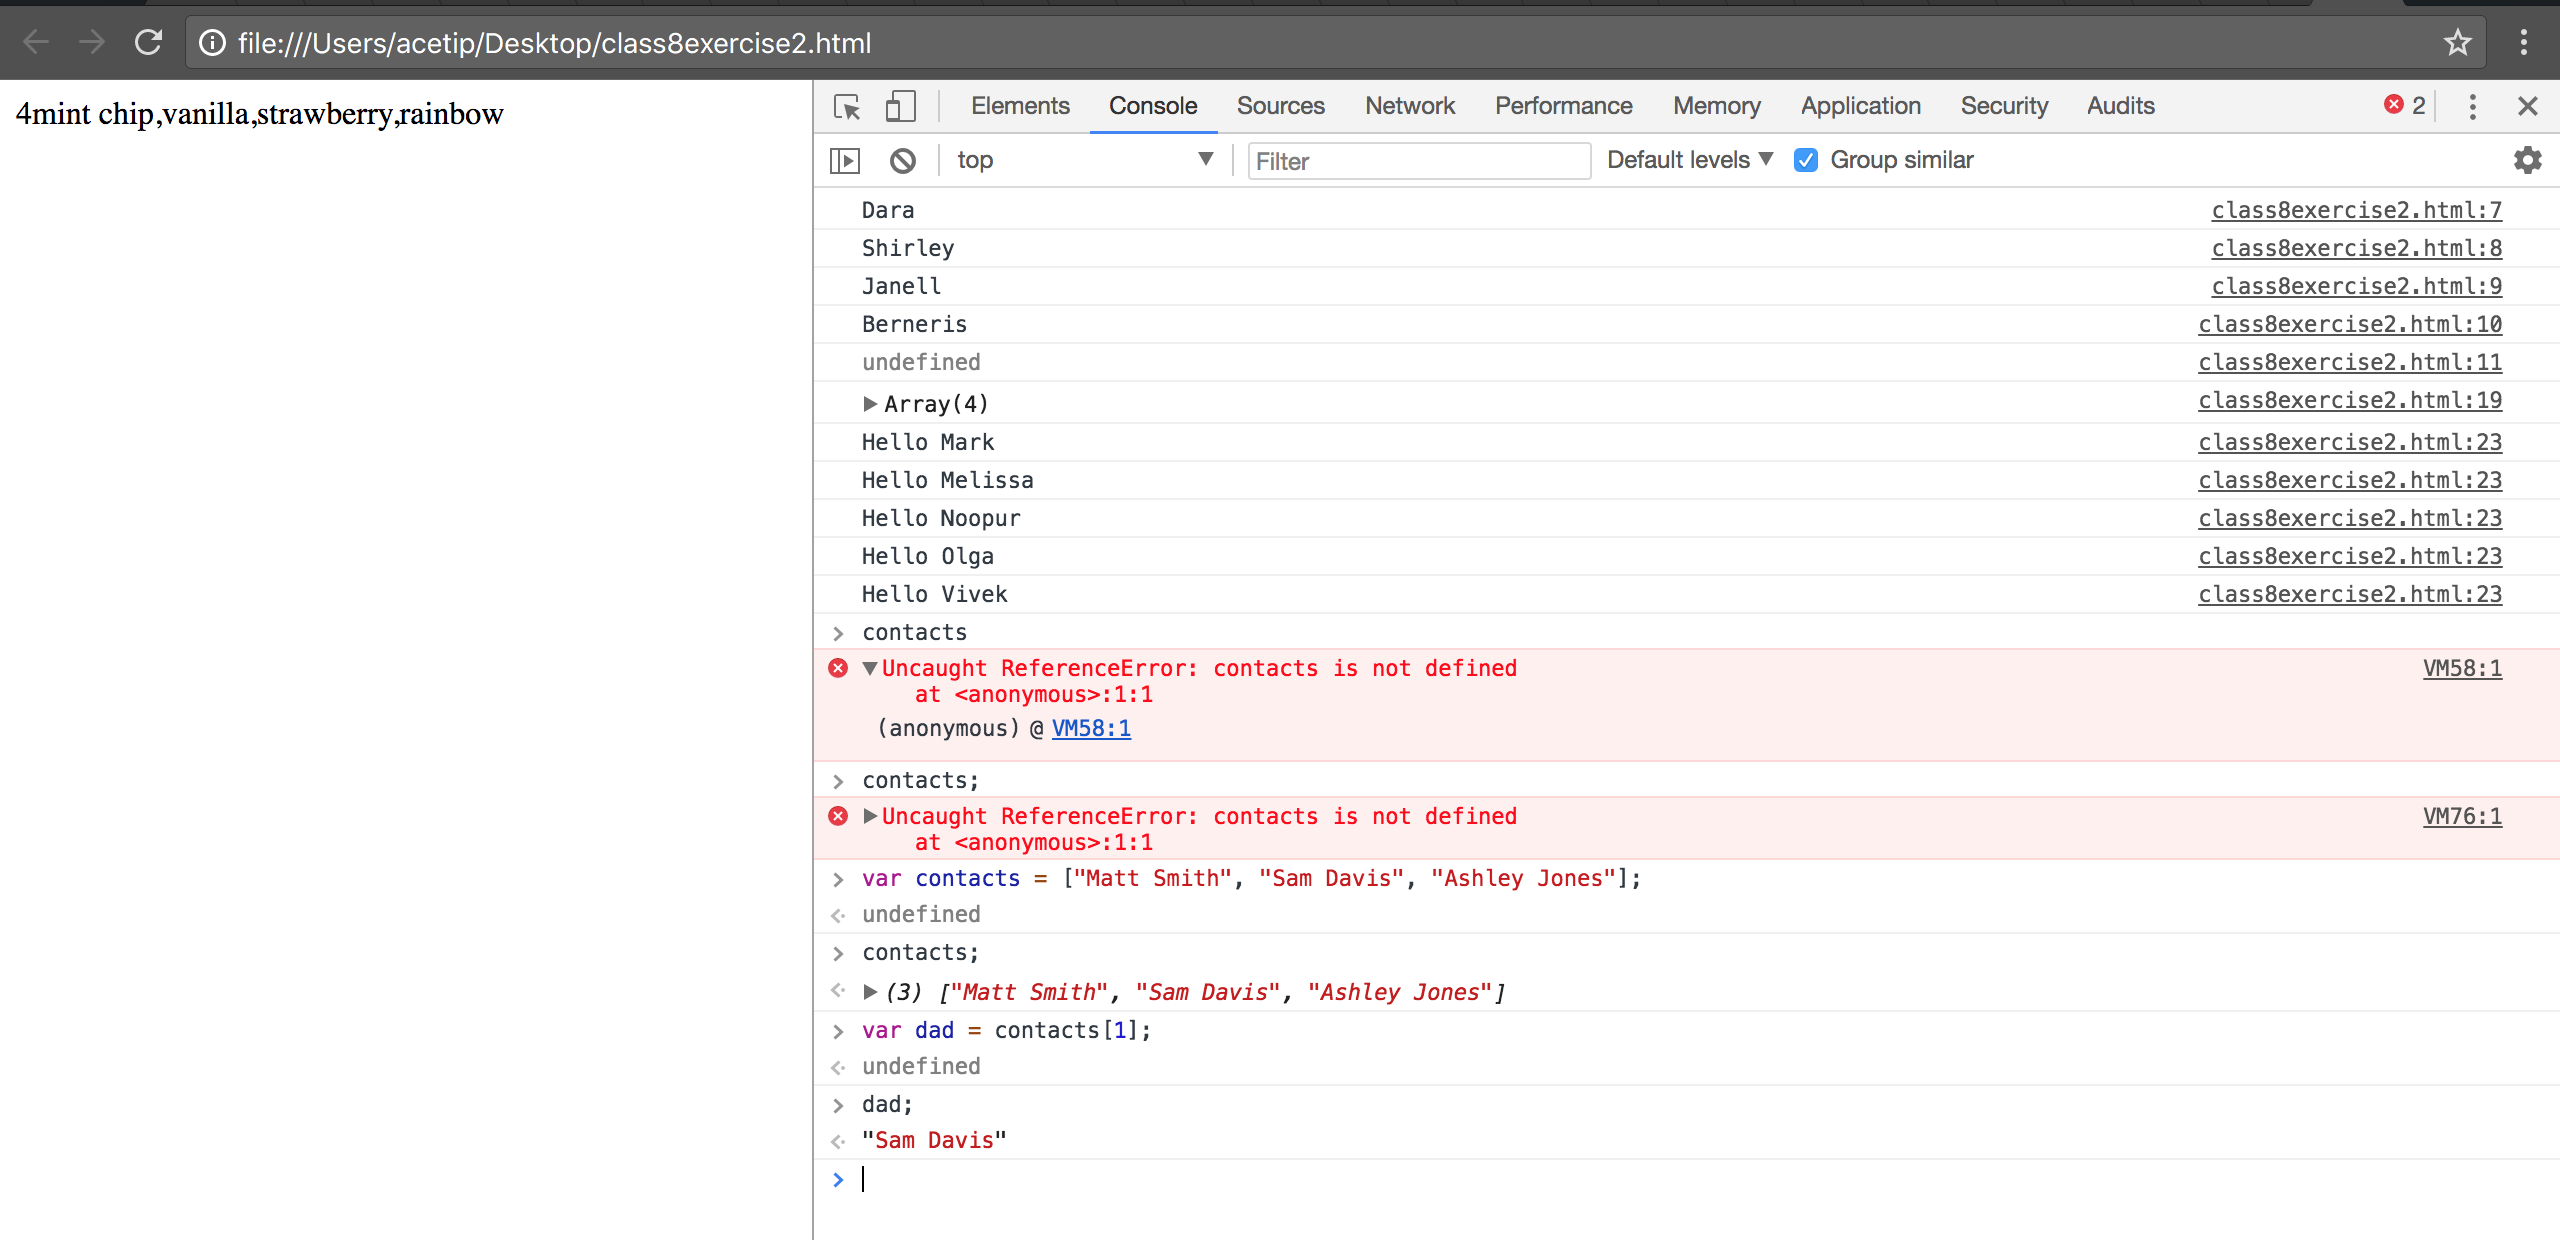 file:///Users/acetip/Desktop/class8exercise2.html
4mint chip,vanilla,strawberry,rainbow
Elements Console Sources Network Performance Memory Application Security Audits 2
top Filter Default levels Group similar
Dara class8exercise2.html:7
Shirley class8exercise2.html:8
Janell class8exercise2.html:9
Berneris class8exercise2.html:10
undefined class8exercise2.html:11
Array(4) class8exercise2.html:19
Hello Mark class8exercise2.html:23
Hello Melissa class8exercise2.html:23
Hello Noopur class8exercise2.html:23
Hello Olga class8exercise2.html:23
Hello Vivek class8exercise2.html:23
> contacts
Uncaught ReferenceError: contacts is not defined VM58:1
at <anonymous>:1:1
(anonymous) @ VM58:1
> contacts;
Uncaught ReferenceError: contacts is not defined VM76:1
at <anonymous>:1:1
> var contacts = ["Matt Smith", "Sam Davis", "Ashley Jones"];
undefined
> contacts;
(3) ["Matt Smith", "Sam Davis", "Ashley Jones"]
> var dad = contacts[1];
undefined
> dad;
"Sam Davis"
>